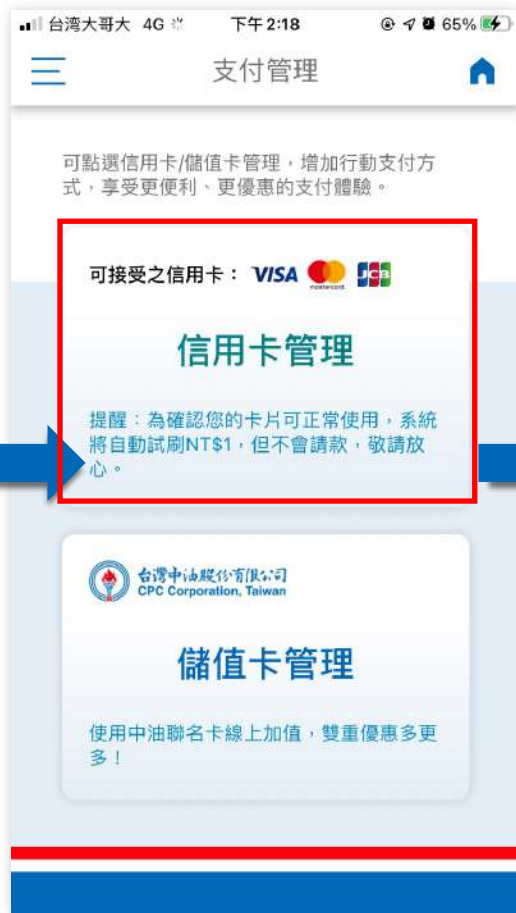 台湾大哥大 4G 下午2:18 65%
支付管理
可點選信用卡/儲值卡管理，增加行動支付方
式，享受更便利、更優惠的支付體驗。
可接受之信用卡： VISA mastercard JCB
信用卡管理
提醒：為確認您的卡片可正常使用，系統
將自動試刷NT$1，但不會請款，敬請放
心。
台灣中油股份有限公司
CPC Corporation, Taiwan
儲值卡管理
使用中油聯名卡線上加值，雙重優惠多更
多！